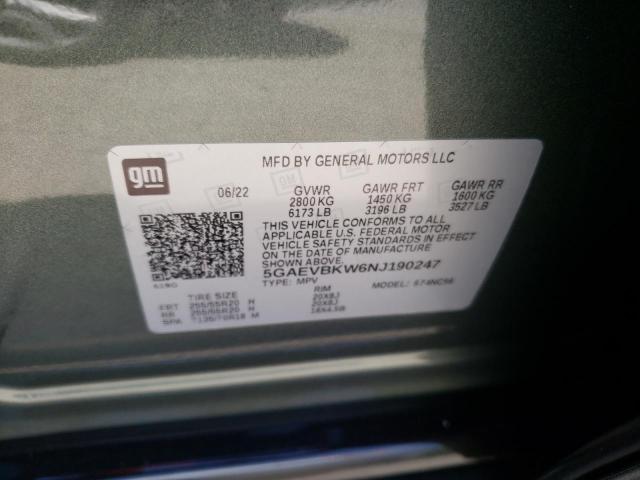 gm
MFD BY GENERAL MOTORS LLC
06/22 GVWR GAWR FRT GAWR RR
2800 KG 1450 KG 1600 KG
6173 LB 3196 LB 3527 LB
THIS VEHICLE CONFORMS TO ALL
APPLICABLE U.S. FEDERAL MOTOR
VEHICLE SAFETY STANDARDS IN EFFECT
ON THE DATE OF MANUFACTURE
5GAEVBKW6NJ190247
TYPE: MPV MODEL:
TIRE SIZE RIM
FRT 255/55R20 H 20X8J
RR 255/55R20 H 20X8J
SPA M